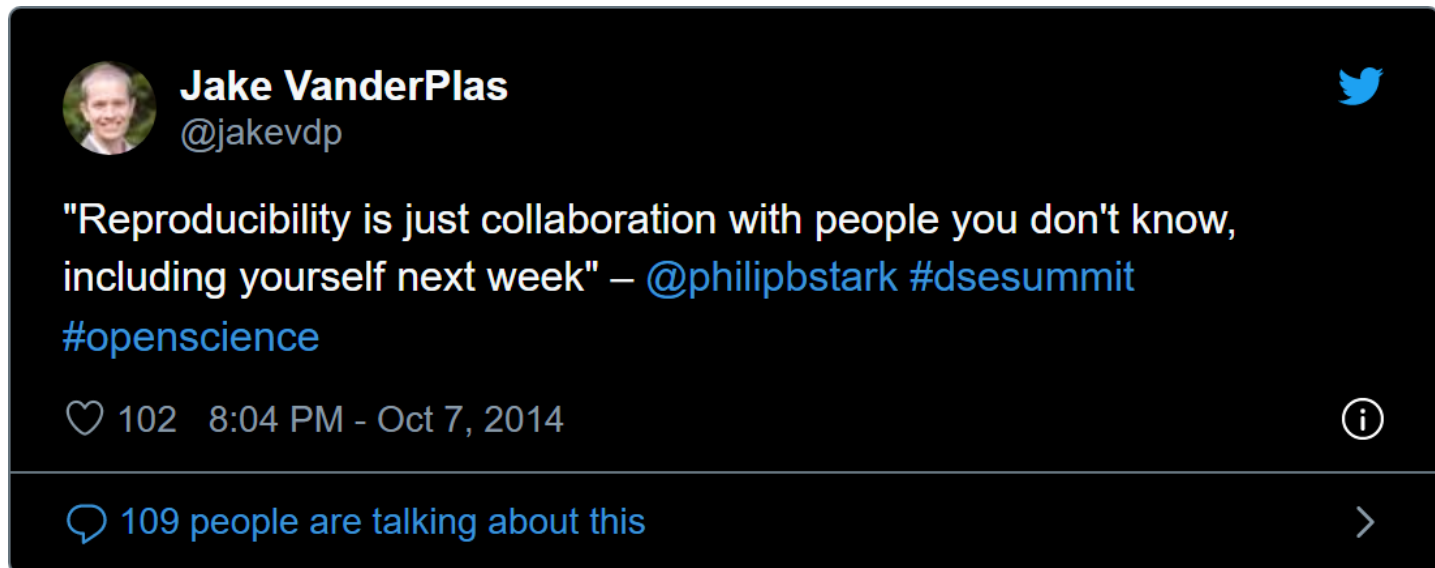 Jake VanderPlas
@jakevdp
"Reproducibility is just collaboration with people you don't know,
including yourself next week" – @philipbstark #dsesummit
#openscience
102 8:04 PM - Oct 7, 2014
109 people are talking about this